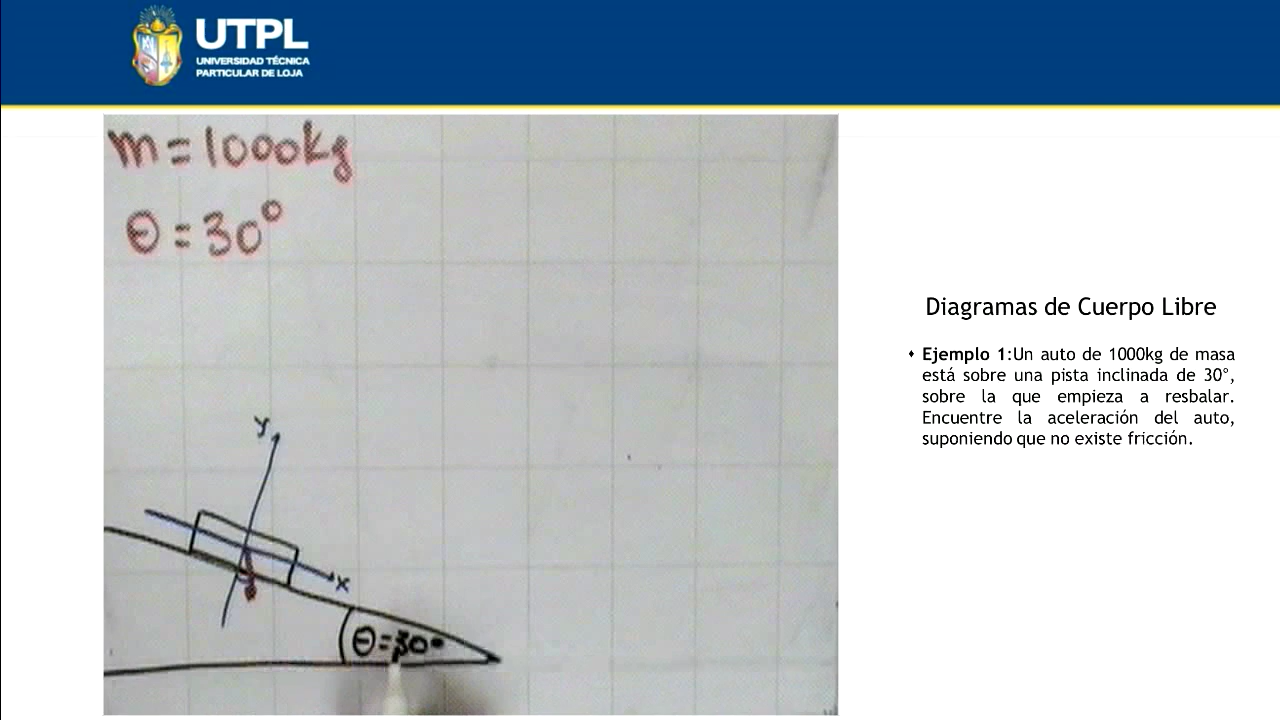 UTPL
UNIVERSIDAD TÉCNICA
PARTICULAR DE LOJA
m = 1000kg
θ = 30°
y
x
θ = 30°
Diagramas de Cuerpo Libre
Ejemplo 1:Un auto de 1000kg de masa
está sobre una pista inclinada de 30°,
sobre la que empieza a resbalar.
Encuentre la aceleración del auto,
suponiendo que no existe fricción.